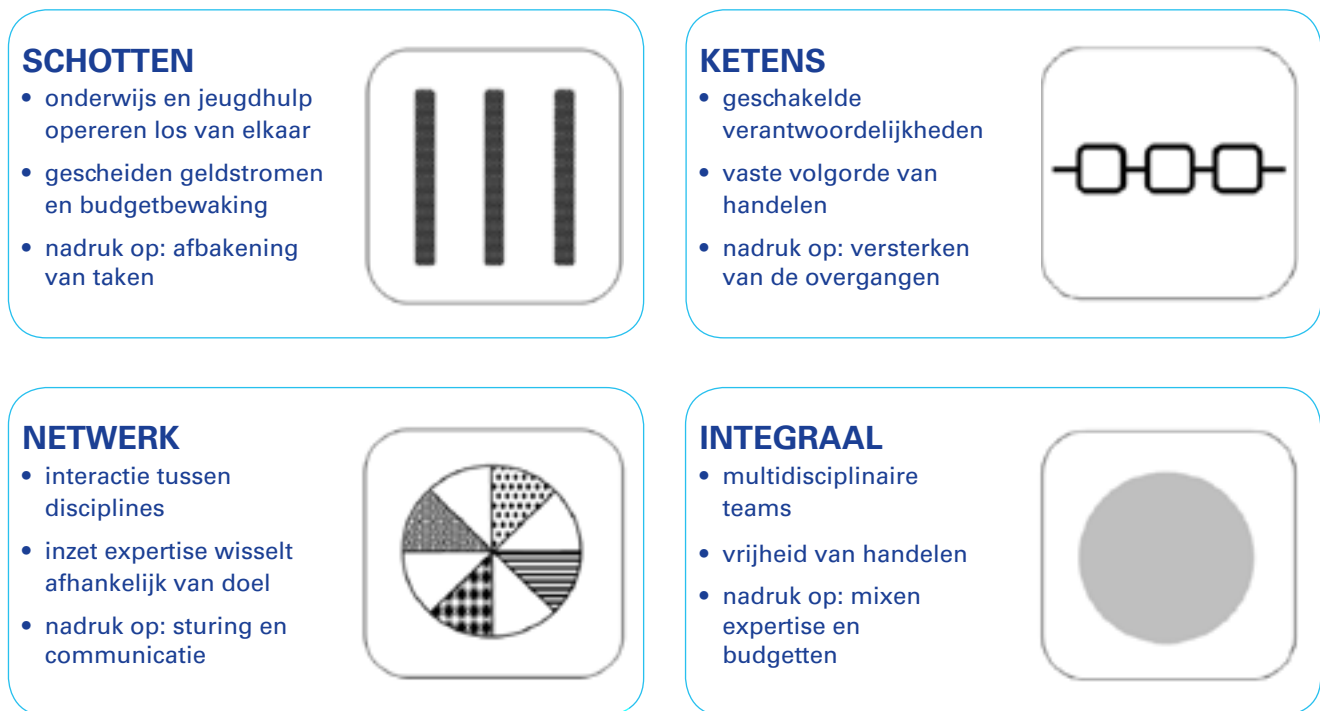 SCHOTTEN
• onderwijs en jeugdhulp
opereren los van elkaar
• gescheiden geldstromen
en budgetbewaking
• nadruk op: afbakening
van taken
KETENS
• geschakelde
verantwoordelijkheden
• vaste volgorde van
handelen
• nadruk op: versterken
van de overgangen
NETWERK
• interactie tussen
disciplines
• inzet expertise wisselt
afhankelijk van doel
• nadruk op: sturing en
communicatie
INTEGRAAL
• multidisciplinaire
teams
• vrijheid van handelen
• nadruk op: mixen
expertise en
budgetten